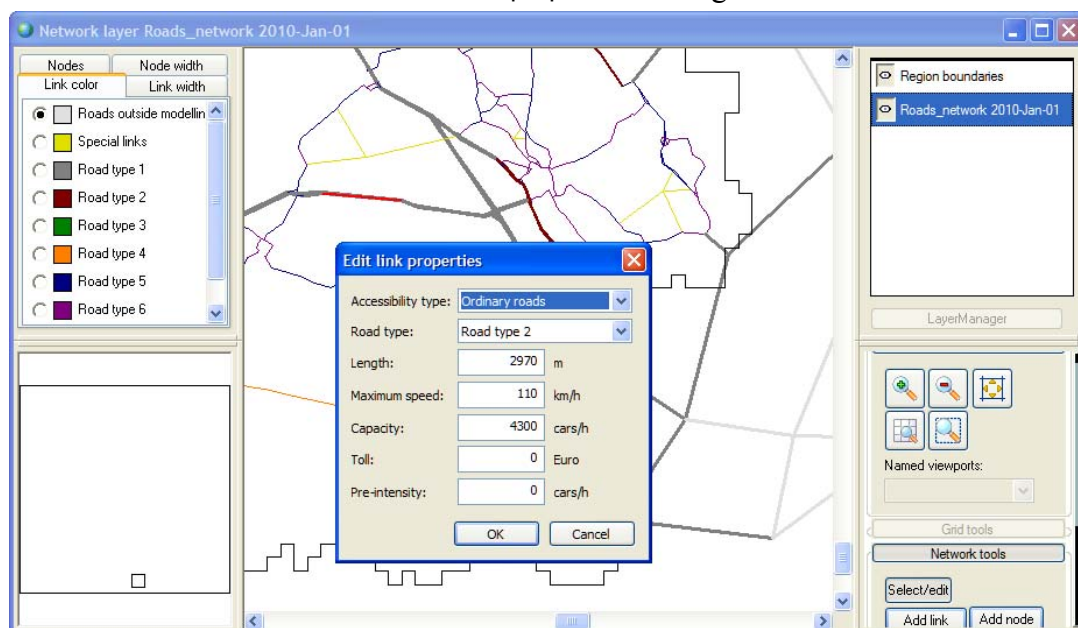 Network layer Roads_network 2010-Jan-01
Nodes
Node width
Link color
Link width
Roads outside modellin
Special links
Road type 1
Road type 2
Road type 3
Road type 4
Road type 5
Road type 6
Edit link properties
Accessibility type: Ordinary roads
Road type: Road type 2
Length: 2970 m
Maximum speed: 110 km/h
Capacity: 4300 cars/h
Toll: 0 Euro
Pre-intensity: 0 cars/h
OK
Cancel
Region boundaries
Roads_network 2010-Jan-01
LayerManager
Named viewports:
Grid tools
Network tools
Select/edit
Add link
Add node